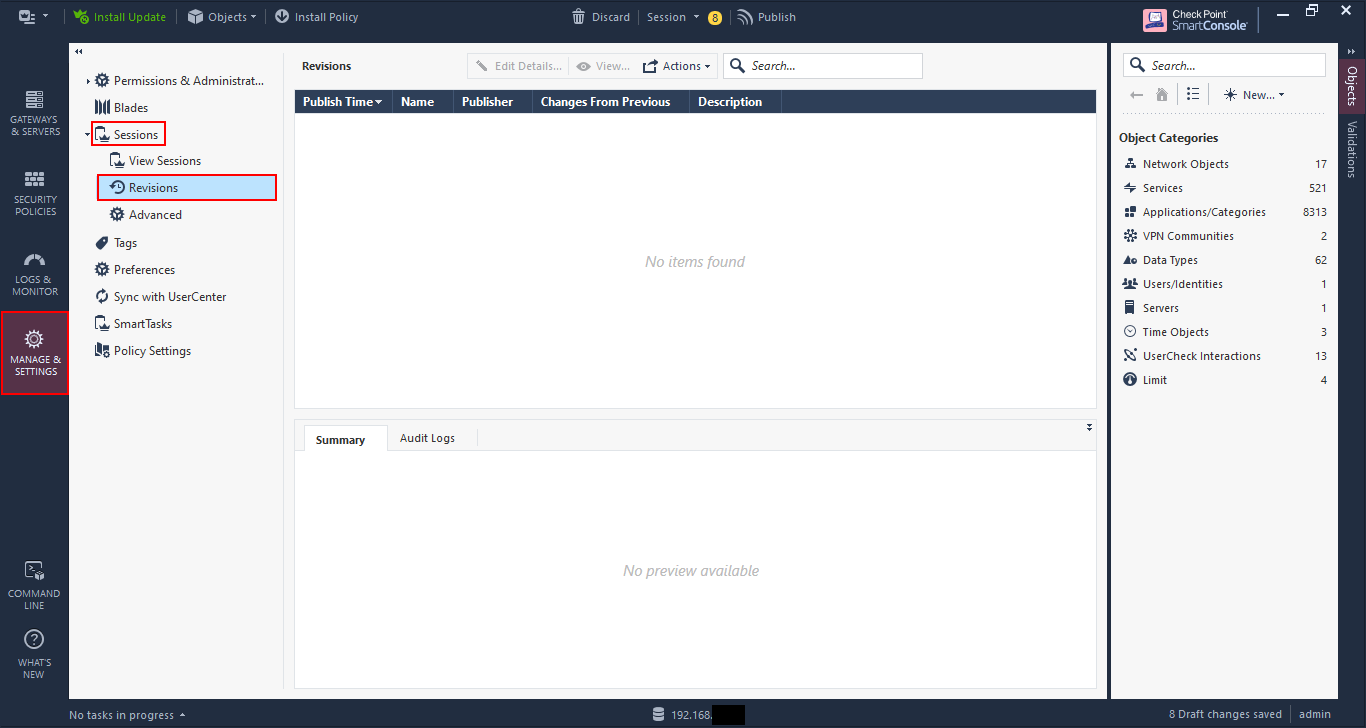 Install Update
Objects
Install Policy
Discard
Session
8
Publish
Check Point
SmartConsole
GATEWAYS
& SERVERS
SECURITY
POLICIES
LOGS &
MONITOR
MANAGE &
SETTINGS
COMMAND
LINE
WHAT'S
NEW
Permissions & Administrat...
Blades
Sessions
View Sessions
Revisions
Advanced
Tags
Preferences
Sync with UserCenter
SmartTasks
Policy Settings
Revisions
Edit Details...
View...
Actions
Search...
Publish Time Name Publisher Changes From Previous Description
No items found
Summary Audit Logs
No preview available
Search...
New...
Object Categories
Network Objects 17
Services 521
Applications/Categories 8313
VPN Communities 2
Data Types 62
Users/Identities 1
Servers 1
Time Objects 3
UserCheck Interactions 13
Limit 4
Objects
Validations
No tasks in progress
192.168.
8 Draft changes saved
admin